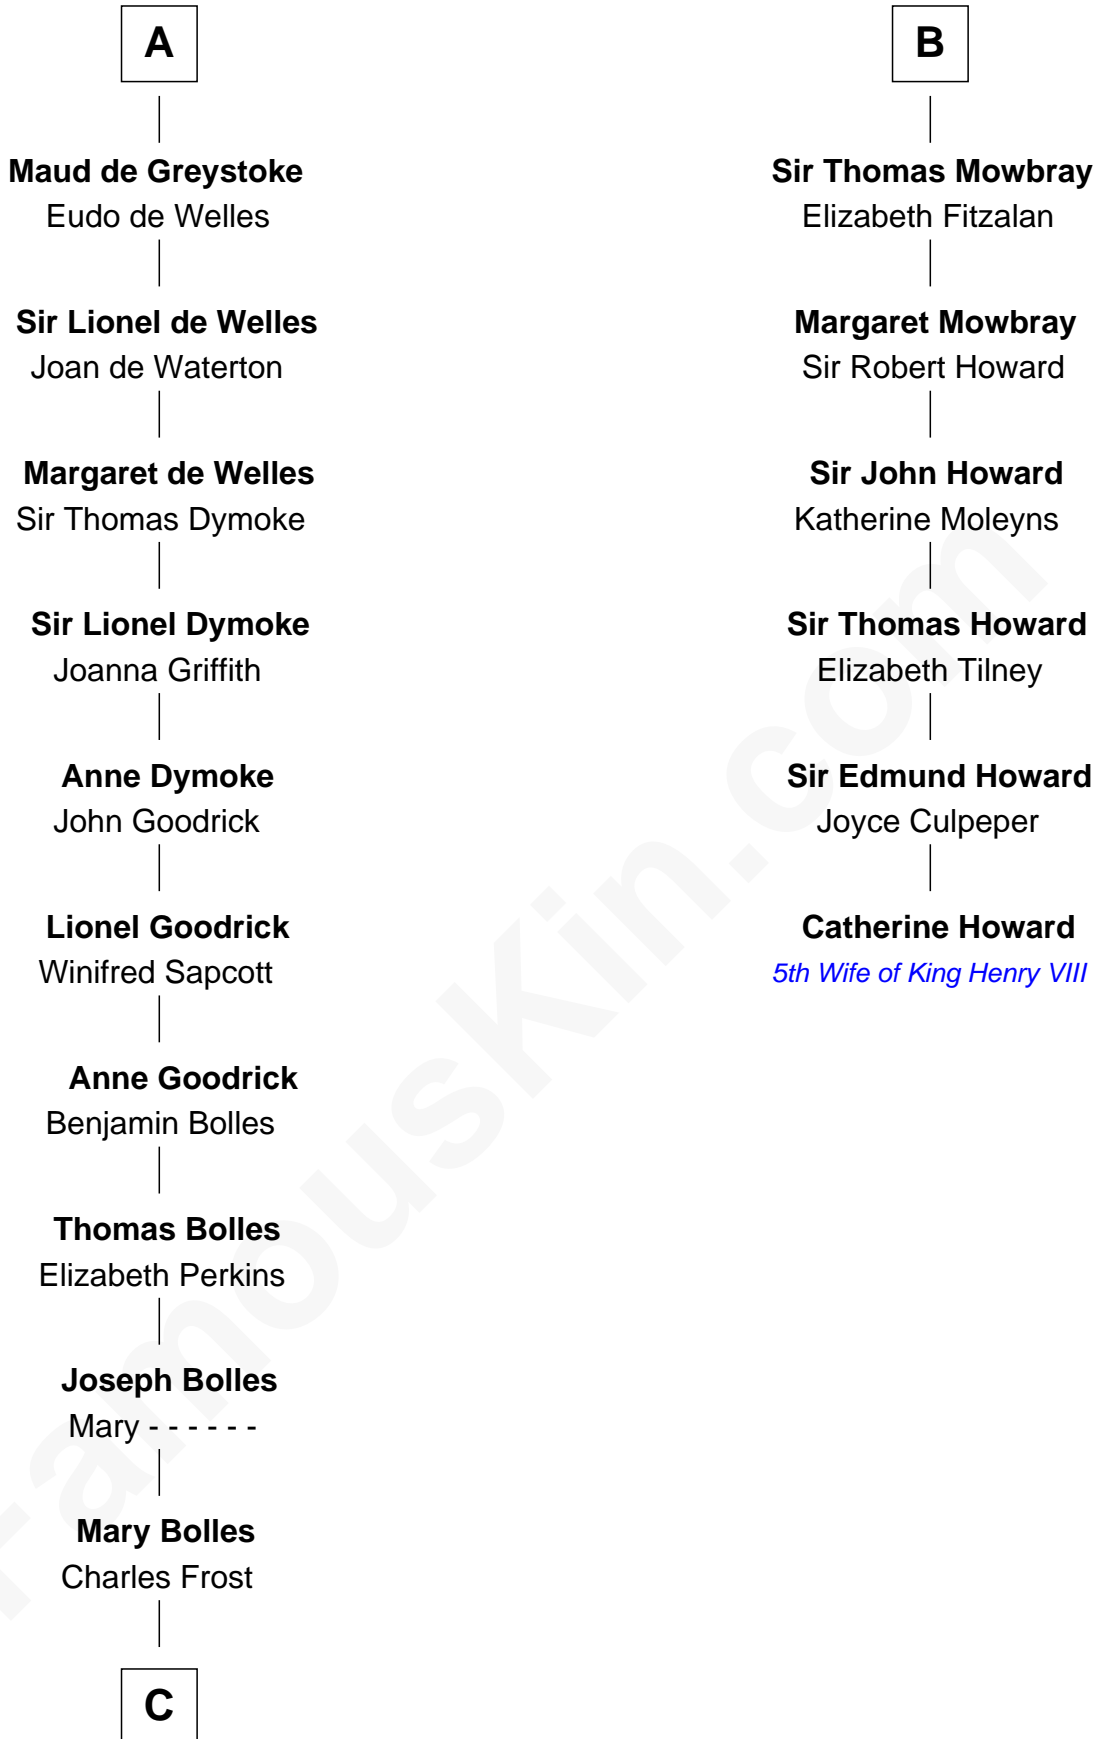 A
Maud de Greystoke
Eudo de Welles
Sir Lionel de Welles
Joan de Waterton
Margaret de Welles
Sir Thomas Dymoke
Sir Lionel Dymoke
Joanna Griffith
Anne Dymoke
John Goodrick
Lionel Goodrick
Winifred Sapcott
Anne Goodrick
Benjamin Bolles
Thomas Bolles
Elizabeth Perkins
Joseph Bolles
Mary - - - - - -
Mary Bolles
Charles Frost
C
B
Sir Thomas Mowbray
Elizabeth Fitzalan
Margaret Mowbray
Sir Robert Howard
Sir John Howard
Katherine Moleyns
Sir Thomas Howard
Elizabeth Tilney
Sir Edmund Howard
Joyce Culpeper
Catherine Howard
5th Wife of King Henry VIII
FamousKin.com